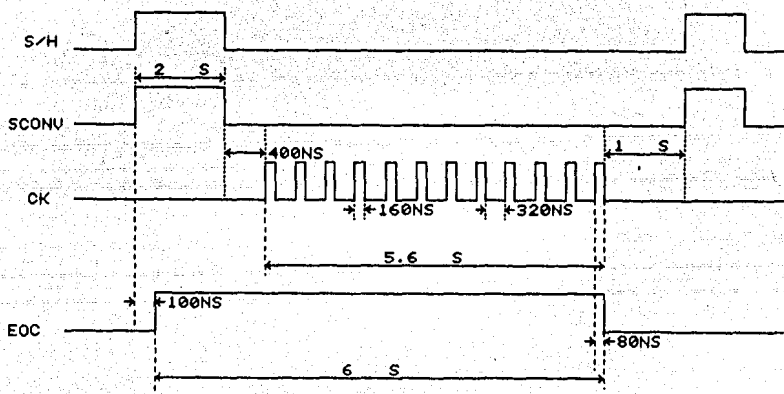 S/H
2 S
SCONV
400NS
1 S
CK
160NS
320NS
5.6 S
100NS
EOC
80NS
6 S